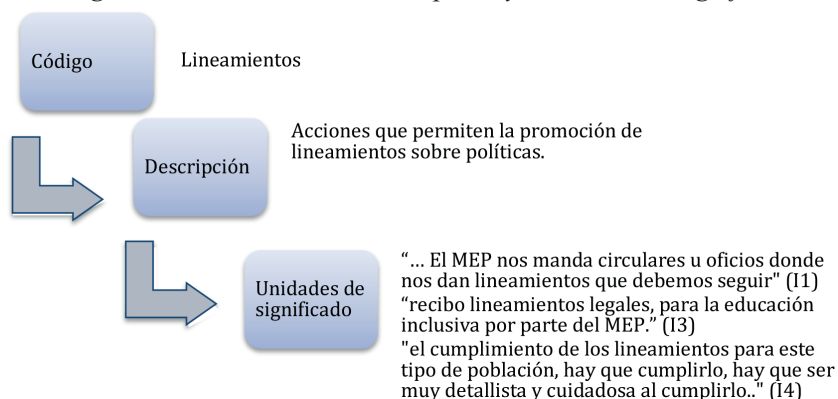 Código
Lineamientos
Descripción
Acciones que permiten la promoción de
lineamientos sobre políticas.
Unidades de
significado
“... El MEP nos manda circulares u oficios donde
nos dan lineamientos que debemos seguir" (I1)
“recibo lineamientos legales, para la educación
inclusiva por parte del MEP.” (I3)
"el cumplimiento de los lineamientos para este
tipo de población, hay que cumplirlo, hay que ser
muy detallista y cuidadosa al cumplirlo.." (I4)